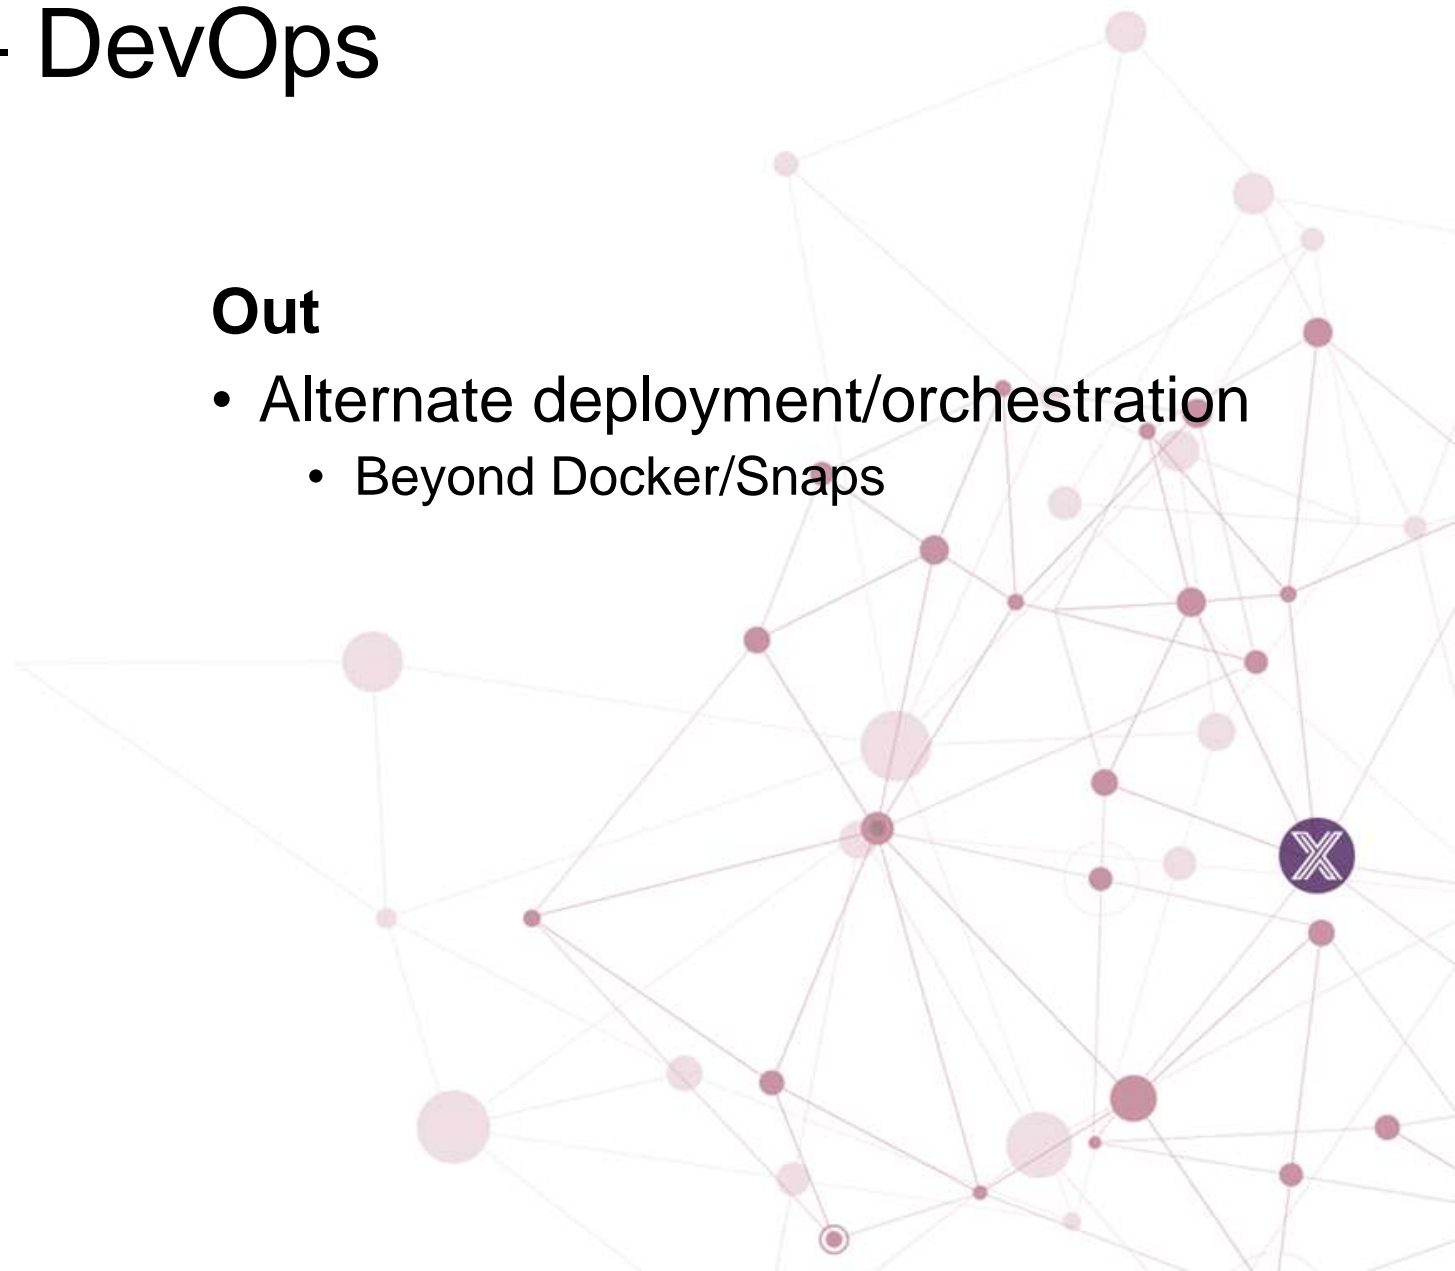 - DevOps
Out
• Alternate deployment/orchestration
• Beyond Docker/Snaps